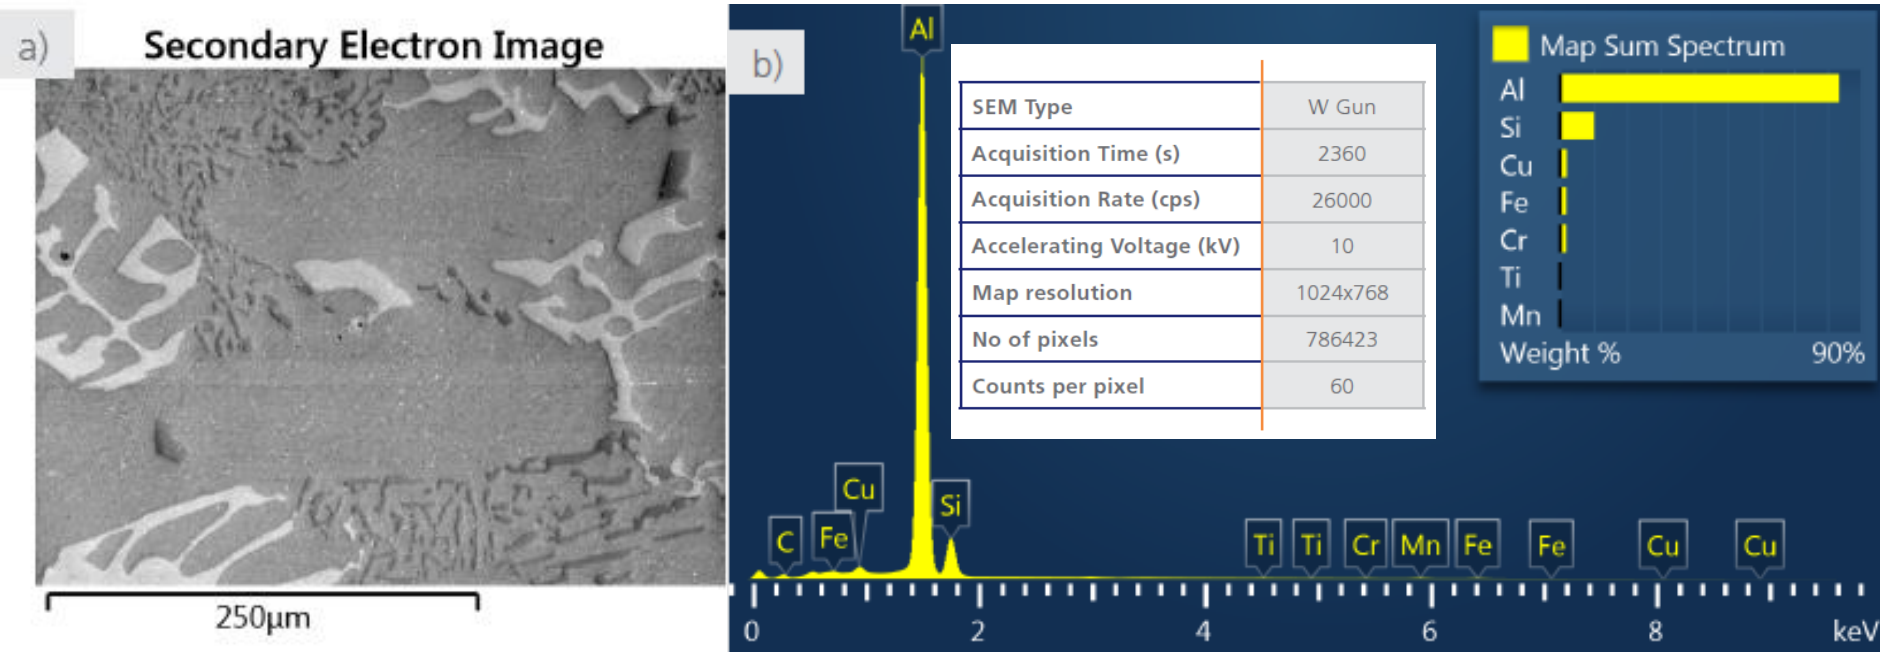 a)
Secondary Electron Image
250µm
b)
Al
Cu
Si
C
Fe
Ti
Ti
Cr
Mn
Fe
Fe
Cu
Cu
0
2
4
6
8
keV
SEM Type W Gun
Acquisition Time (s) 2360
Acquisition Rate (cps) 26000
Accelerating Voltage (kV) 10
Map resolution 1024x768
No of pixels 786423
Counts per pixel 60
Map Sum Spectrum
Al
Si
Cu
Fe
Cr
Ti
Mn
Weight % 90%